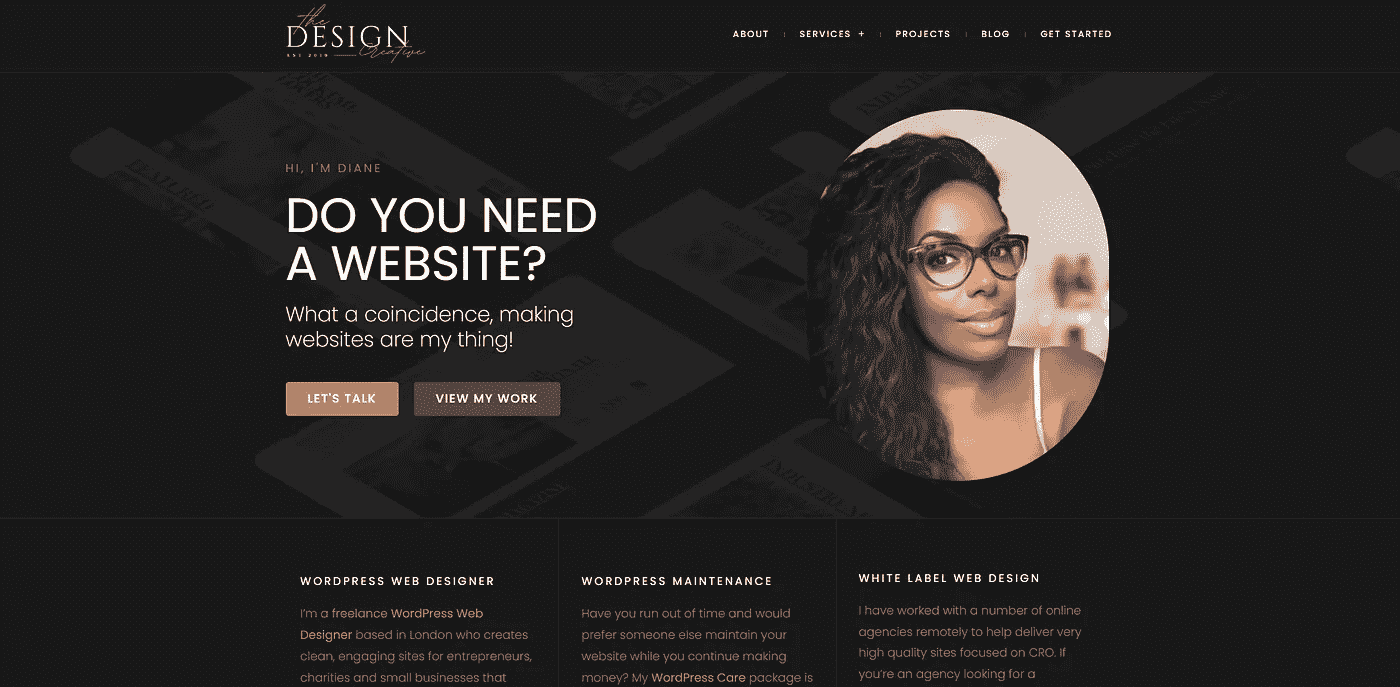 the
DESIGN
Creative
EST 2019
ABOUT
SERVICES +
PROJECTS
BLOG
GET STARTED
HI, I'M DIANE
DO YOU NEED
A WEBSITE?
What a coincidence, making
websites are my thing!
LET'S TALK
VIEW MY WORK
WORDPRESS WEB DESIGNER
I'm a freelance WordPress Web
Designer based in London who creates
clean, engaging sites for entrepreneurs,
charities and small businesses that
WORDPRESS MAINTENANCE
Have you run out of time and would
prefer someone else maintain your
website while you continue making
money? My WordPress Care package is
WHITE LABEL WEB DESIGN
I have worked with a number of online
agencies remotely to help deliver very
high quality sites focused on CRO. If
you're an agency looking for a